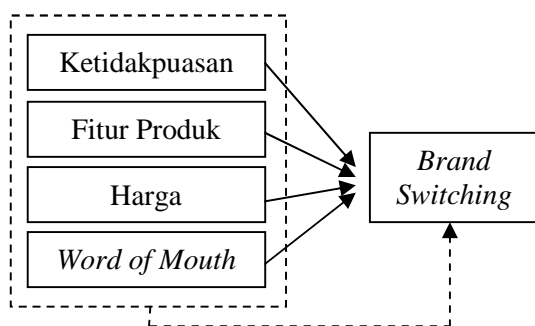 Ketidakpuasan
Fitur Produk
Harga
Word of Mouth
Brand
Switching